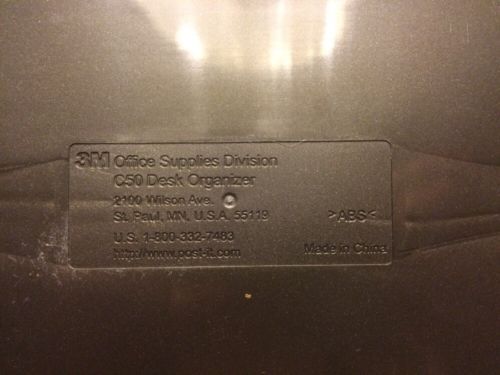 3M Office Supplies Division
C50 Desk Organizer
2100 Wilson Ave.
St. Paul, MN, U.S.A. 55119
>ABS<
U.S. 1-800-332-7483
http://www.post-it.com
Made in China